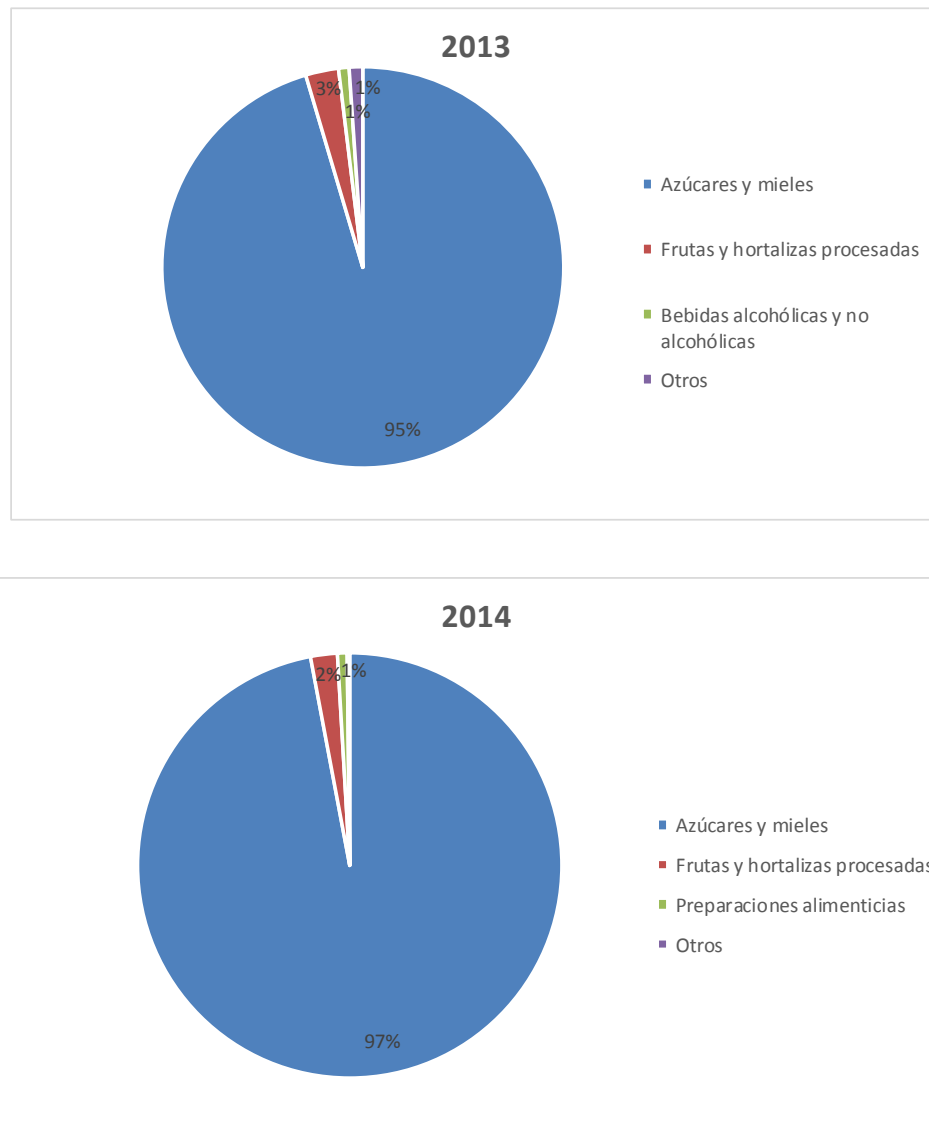 2013
3%
1%
1%
95%
Azúcares y mieles
Frutas y hortalizas procesadas
Bebidas alcohólicas y no
alcohólicas
Otros
2014
2%
1%
97%
Azúcares y mieles
Frutas y hortalizas procesadas
Preparaciones alimenticias
Otros